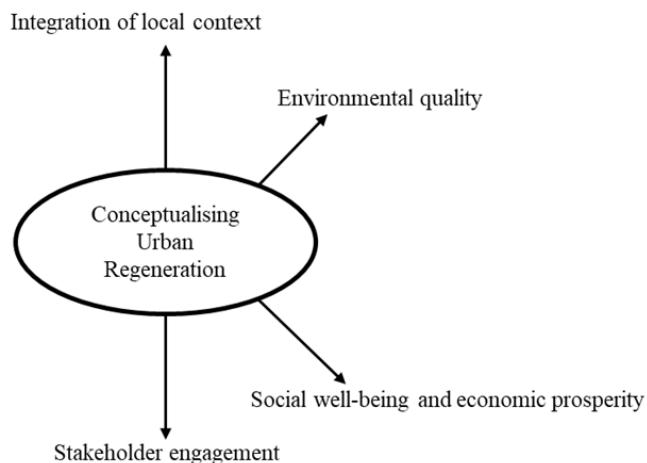 Integration of local context
Environmental quality
Conceptualising
Urban
Regeneration
Social well-being and economic prosperity
Stakeholder engagement